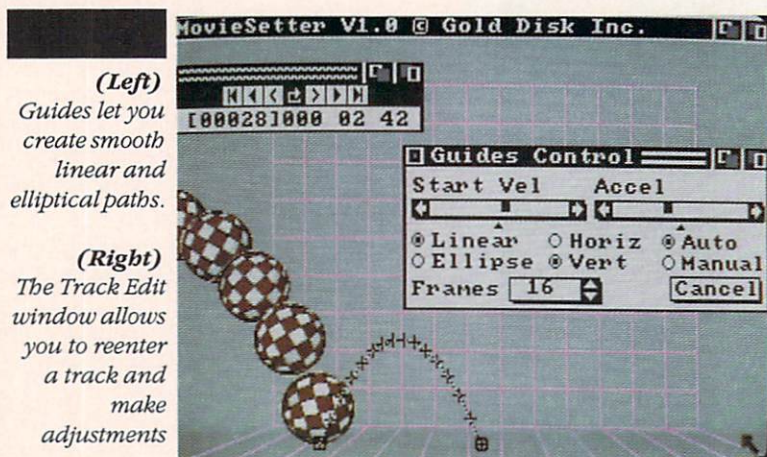 (Left)
Guides let you
create smooth
linear and
elliptical paths.
(Right)
The Track Edit
window allows
you to reenter
a track and
make
adjustments
MovieSetter V1.0 © Gold Disk Inc.
[00028]000 02 42
Guides Control
Start Vel Accel
Linear Horiz Auto
Ellipse Vert Manual
Frames 16 Cancel